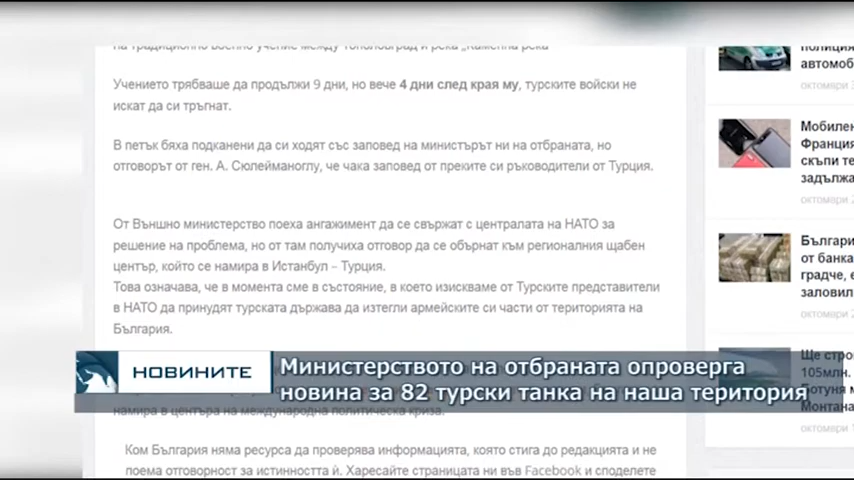 на традиционно военно учение между Тополовград и река „Каменна река“
Учението трябваше да продължи 9 дни, но вече 4 дни след края му, турските войски не
искат да си тръгнат.
В петък бяха подканени да си ходят със заповед на министърът ни на отбраната, но
отговорът от ген. А. Сюлейманоглу, че чака заповед от преките си ръководители от Турция.
От Външно министерство поеха ангажимент да се свържат с централата на НАТО за
решение на проблема, но от там получиха отговор да се обърнат към регионалния щабен
център, който се намира в Истанбул – Турция.
Това означава, че в момента сме в състояние, в което изискваме от Турските представители
в НАТО да принудят турската държава да изтегли армейските си части от територията на
България.
намира в центъра на международна политическа криза.
Ком България няма ресурса да проверява информацията, която стига до редакцията и не
поема отговорност за истинността ѝ. Харесайте страницата ни във Facebook и споделете
полиция
автомоб
октомври
Мобилен
Франция
скъпи те
задълж
октомври
Българи
от банка
градче, е
заловил
октомври
Ще стро
105млн.
Ботуня м
Монтана
октомври
НОВИНИТЕ
Министерството на отбраната опроверга
новина за 82 турски танка на наша територия